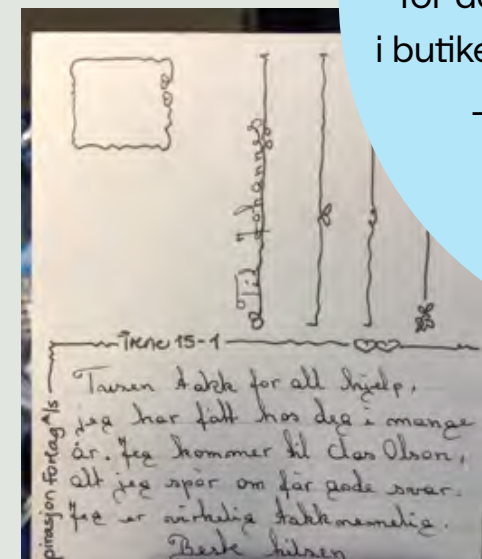 for de
i butike
Til Johannes
Irene 15-1
Tusen takk for all hjelp,
jeg har fått hos deg i mange
år. Jeg kommer til Clas Olson,
alt jeg spør om får gode svar.
Jeg er virkelig takknemelig.
Beste hilsen
pirasjon Forlag A/S